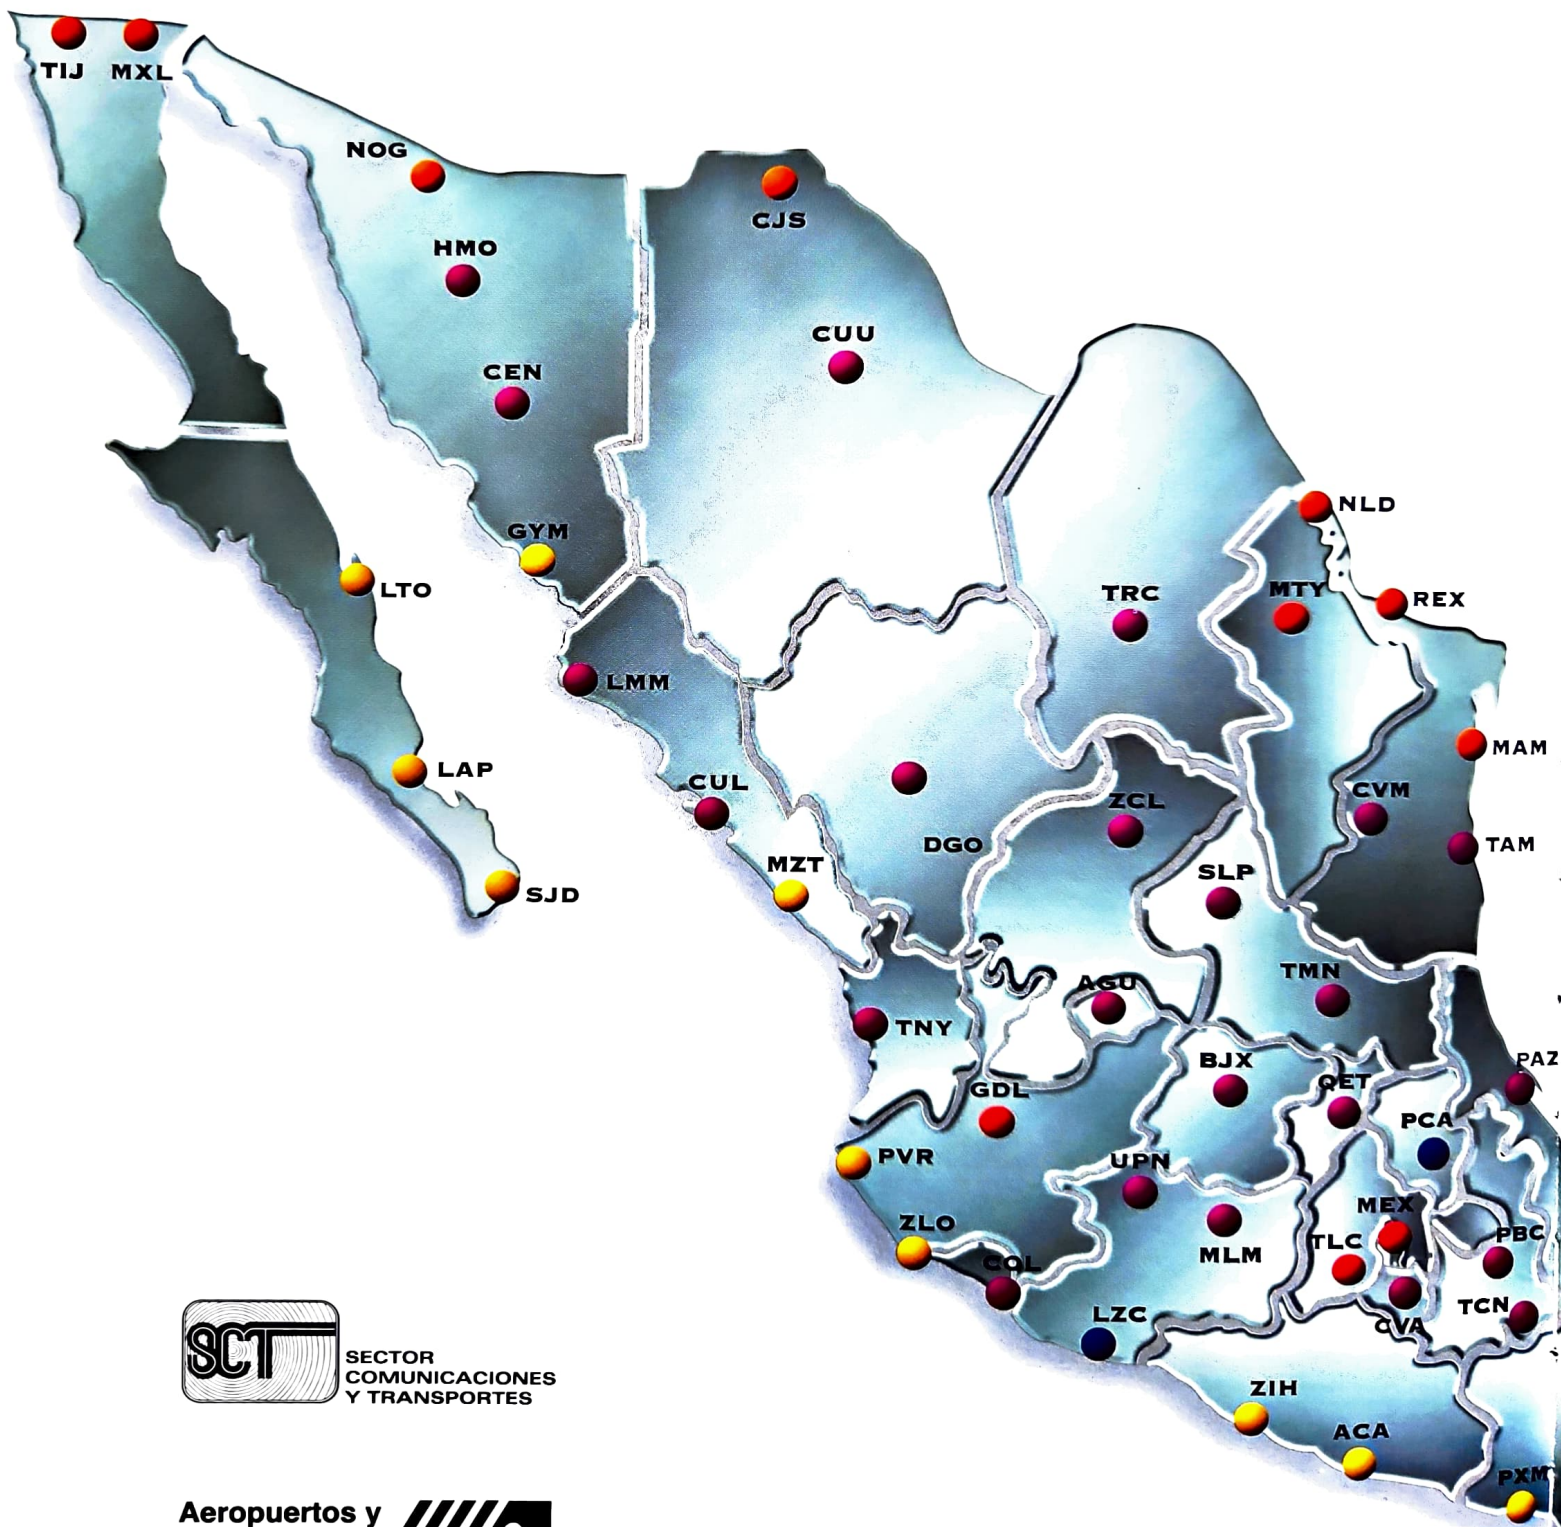 TIJ
MXL
NOG
HMO
CEN
GYM
CJS
CUU
LTO
LAP
SJD
LMM
CUL
MZT
DGO
TRC
NLD
MTY
REX
MAM
CVM
TAM
ZCL
SLP
TMN
AGU
TNY
GDL
BJX
QET
PAZ
PCA
PVR
UPN
ZLO
COL
MLM
MEX
TLC
PBC
TCN
CVA
LZC
ZIH
ACA
PXM
SCT
SECTOR
COMUNICACIONES
Y TRANSPORTES
Aeropuertos y